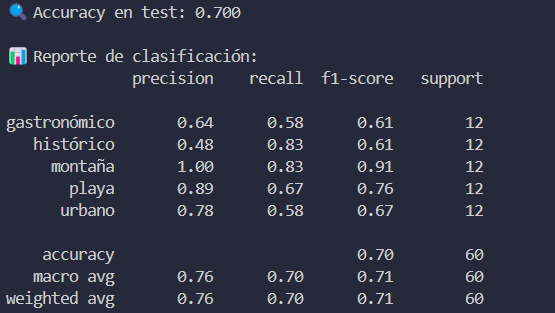 🔍 Accuracy en test: 0.700
📊 Reporte de clasificación:
precision recall f1-score support
gastronómico 0.64 0.58 0.61 12
histórico 0.48 0.83 0.61 12
montaña 1.00 0.83 0.91 12
playa 0.89 0.67 0.76 12
urbano 0.78 0.58 0.67 12
accuracy 0.70 60
macro avg 0.76 0.70 0.71 60
weighted avg 0.76 0.70 0.71 60